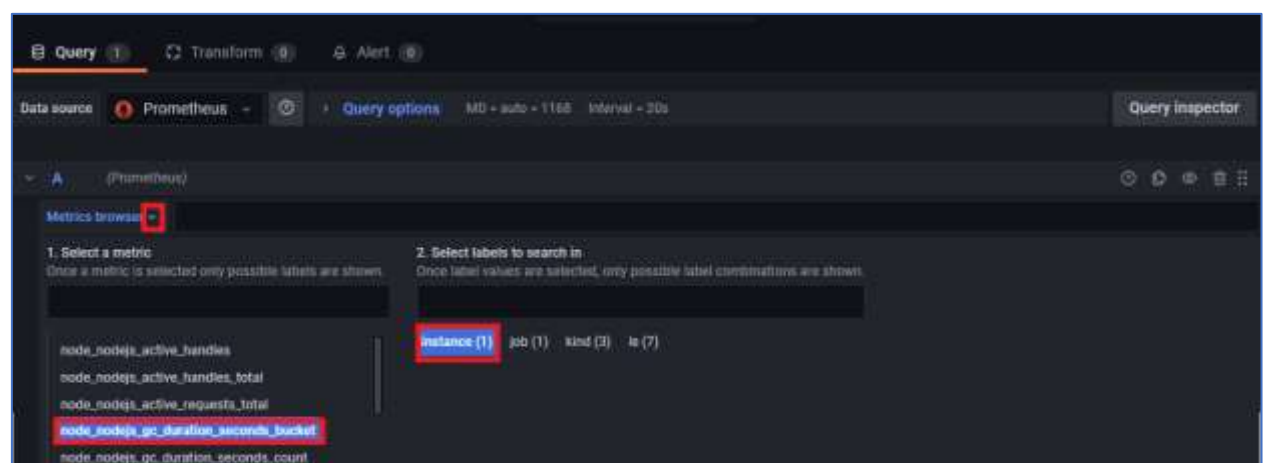 Query 1 Transform 0 Alert 0
Data source Prometheus Query options MD = auto = 1168 Interval = 20s Query inspector
A (Prometheus)
Metrics browser
1. Select a metric
Once a metric is selected only possible labels are shown.
2. Select labels to search in
Once label values are selected, only possible label combinations are shown.
instance (1) job (1) kind (3) le (7)
node_nodejs_active_handles
node_nodejs_active_handles_total
node_nodejs_active_requests_total
node_nodejs_gc_duration_seconds_bucket
node_nodejs_gc_duration_seconds_count